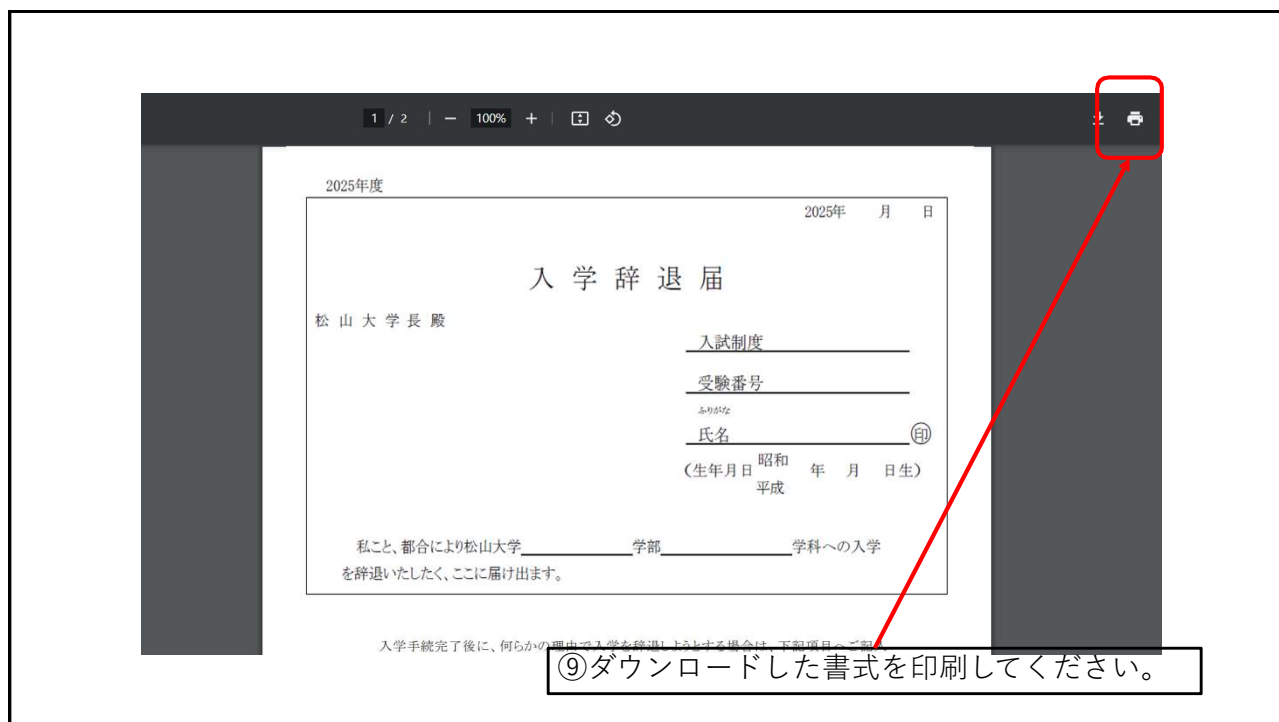 1 / 2 | − 100% + |
2025年度
2025年 月 日
入 学 辞 退 届
松 山 大 学 長 殿
入試制度
受験番号
ふりがな
氏名 ㊞
(生年月日 昭和 平成 年 月 日生)
私こと、都合により松山大学 学部 学科への入学
を辞退いたしたく、ここに届け出ます。
入学手続完了後に、何らかの理由で入学を辞退しようとする場合は、下記項目へご記入
⑨ダウンロードした書式を印刷してください。